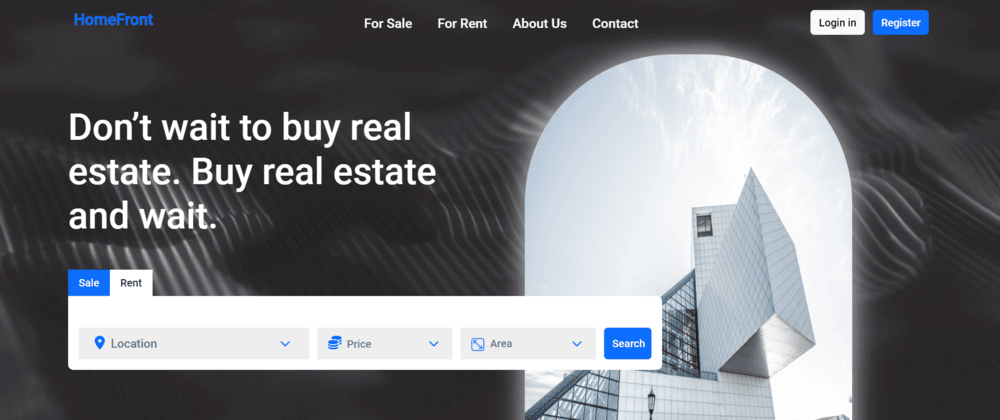 HomeFront
For Sale
For Rent
About Us
Contact
Login in
Register
Don't wait to buy real
estate. Buy real estate
and wait.
Sale
Rent
Location
Price
Area
Search